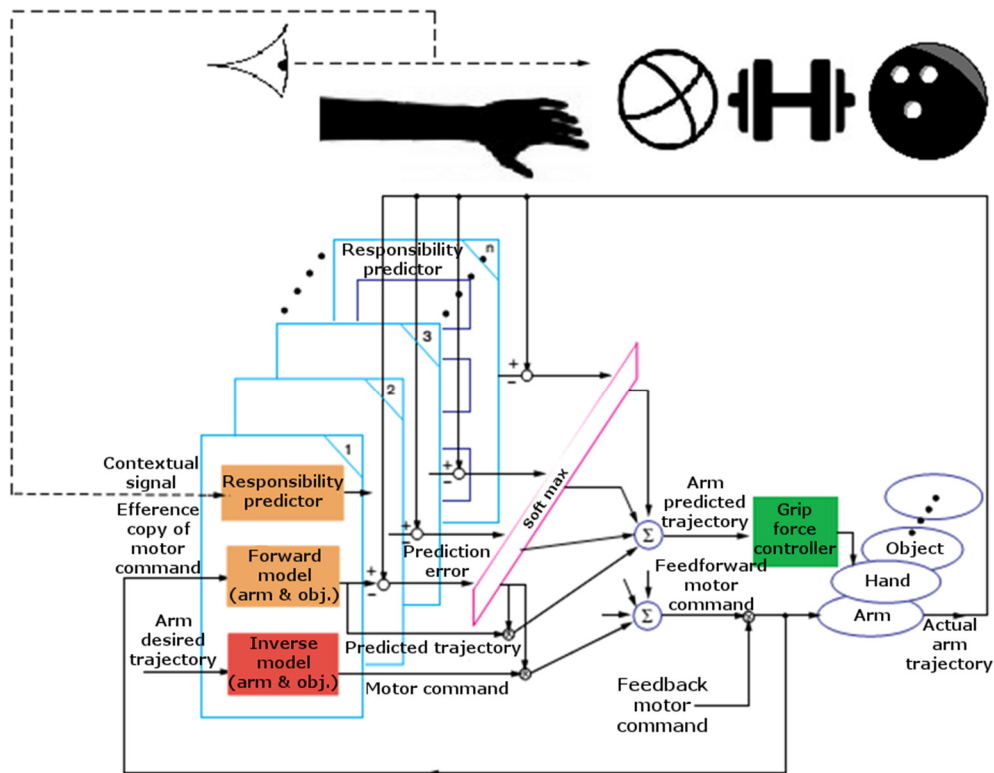 Responsibility
predictor
n
3
2
1
Contextual
signal
Responsibility
predictor
Efference
copy of
motor
command
Forward
model
(arm & obj.)
Arm
desired
trajectory
Inverse
model
(arm & obj.)
+
−
+
−
−
+
−
Prediction
error
soft max
Predicted trajectory
Motor command
Σ
Σ
Arm
predicted
trajectory
Grip
force
controller
Feedforward
motor
command
Feedback
motor
command
Object
Hand
Arm
Actual
arm
trajectory